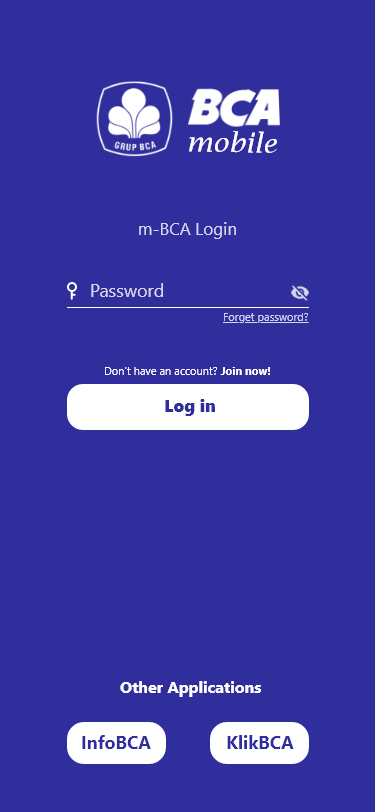 GRUP BCA
BCA
mobile
m-BCA Login
Password
Forget password?
Don't have an account? Join now!
Log in
Other Applications
InfoBCA
KlikBCA